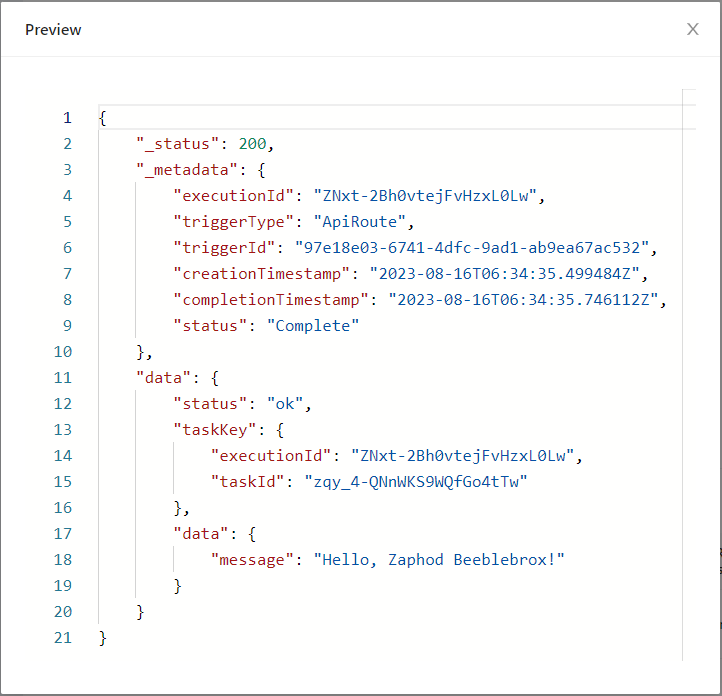 Preview
1 {
2 "_status": 200,
3 "_metadata": {
4 "executionId": "ZNxt-2Bh0vtejFvHzxL0Lw",
5 "triggerType": "ApiRoute",
6 "triggerId": "97e18e03-6741-4dfc-9ad1-ab9ea67ac532",
7 "creationTimestamp": "2023-08-16T06:34:35.499484Z",
8 "completionTimestamp": "2023-08-16T06:34:35.746112Z",
9 "status": "Complete"
10 },
11 "data": {
12 "status": "ok",
13 "taskKey": {
14 "executionId": "ZNxt-2Bh0vtejFvHzxL0Lw",
15 "taskId": "zqy_4-QNnWKS9WQfGo4tTw"
16 },
17 "data": {
18 "message": "Hello, Zaphod Beeblebrox!"
19 }
20 }
21 }